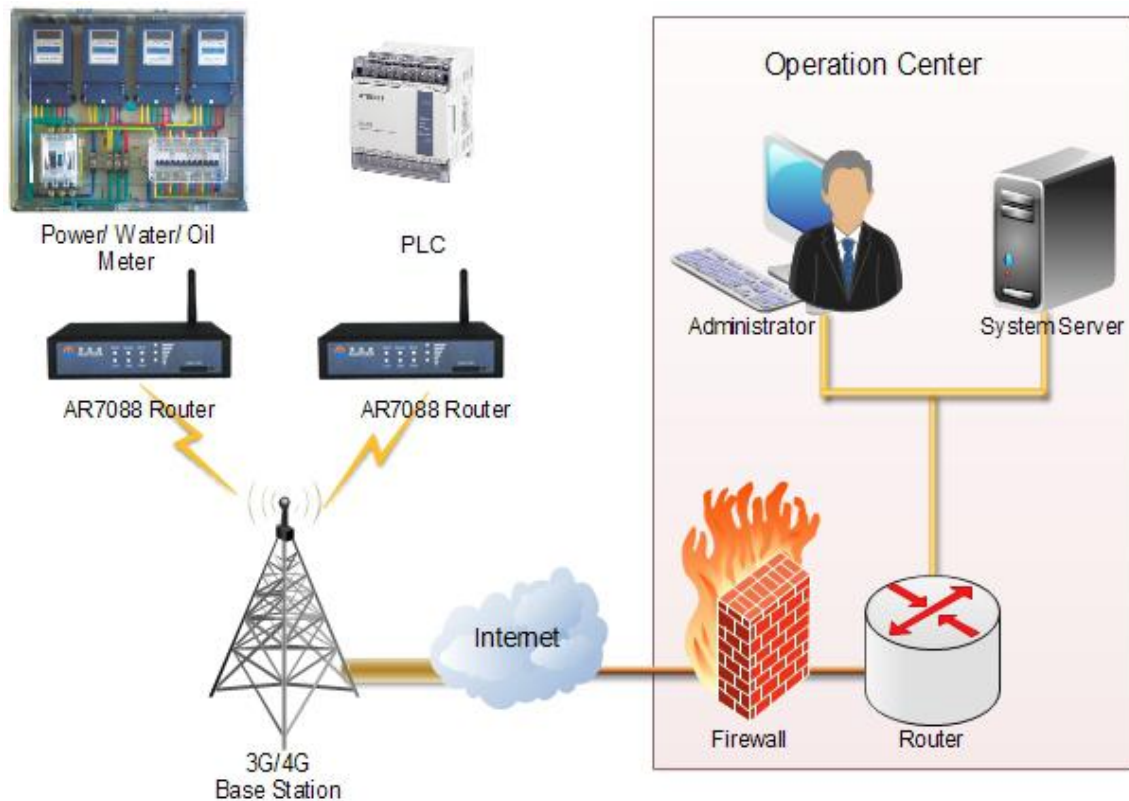 Operation Center
Power/ Water/ Oil
Meter
PLC
Administrator
System Server
AR7088 Router
AR7088 Router
Internet
Firewall
Router
3G/4G
Base Station